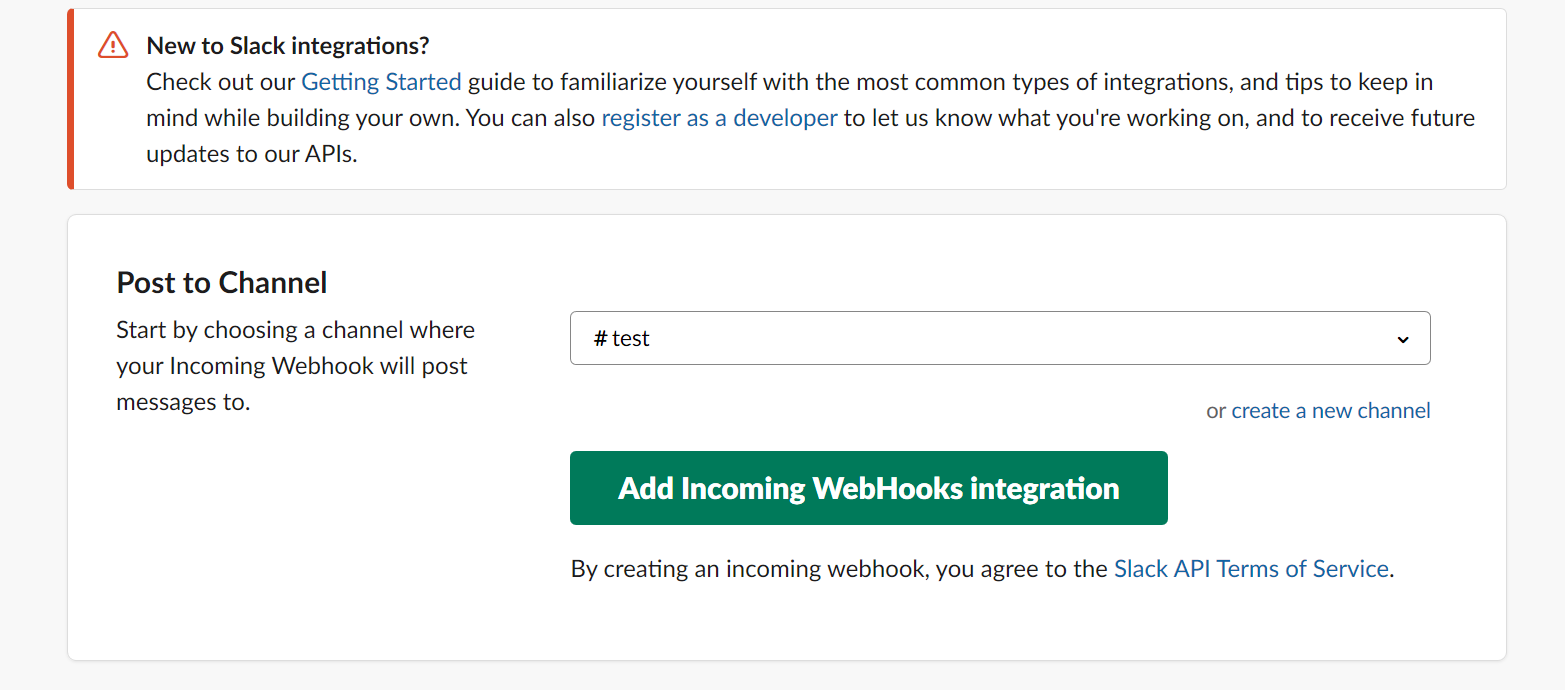 New to Slack integrations?
Check out our Getting Started guide to familiarize yourself with the most common types of integrations, and tips to keep in
mind while building your own. You can also register as a developer to let us know what you're working on, and to receive future
updates to our APIs.
Post to Channel
Start by choosing a channel where
your Incoming Webhook will post
messages to.
# test
or create a new channel
Add Incoming WebHooks integration
By creating an incoming webhook, you agree to the Slack API Terms of Service.